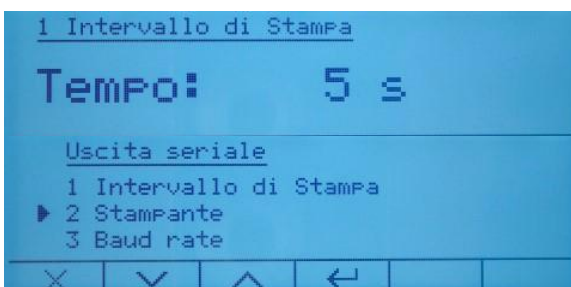 1 Intervallo di Stampa
Tempo: 5 s
Uscita seriale
1 Intervallo di Stampa
2 Stampante
3 Baud rate